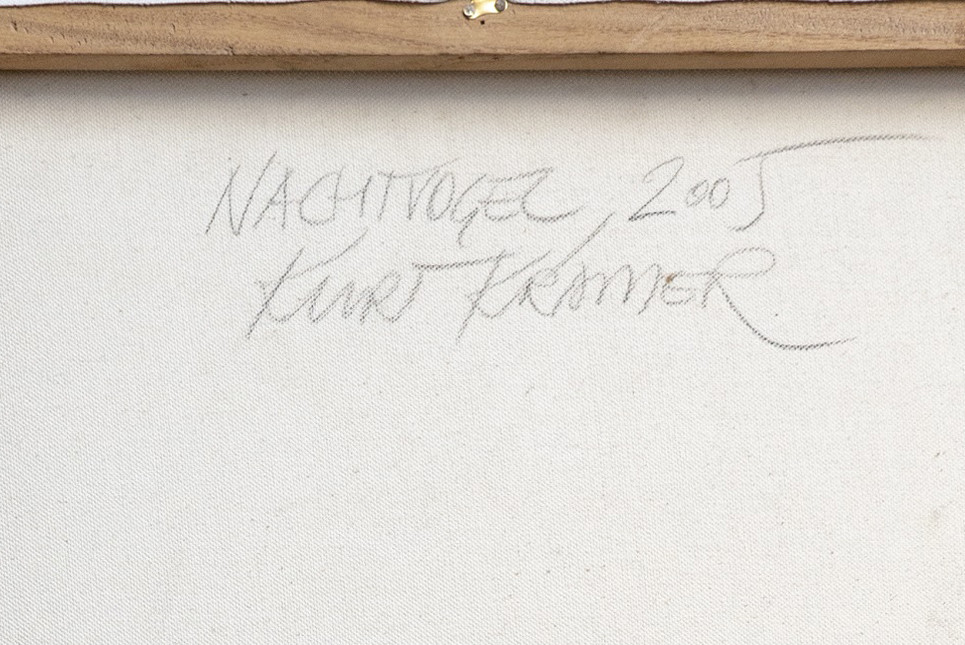 NACHTVOGEL, 2005
KURT KRAMER